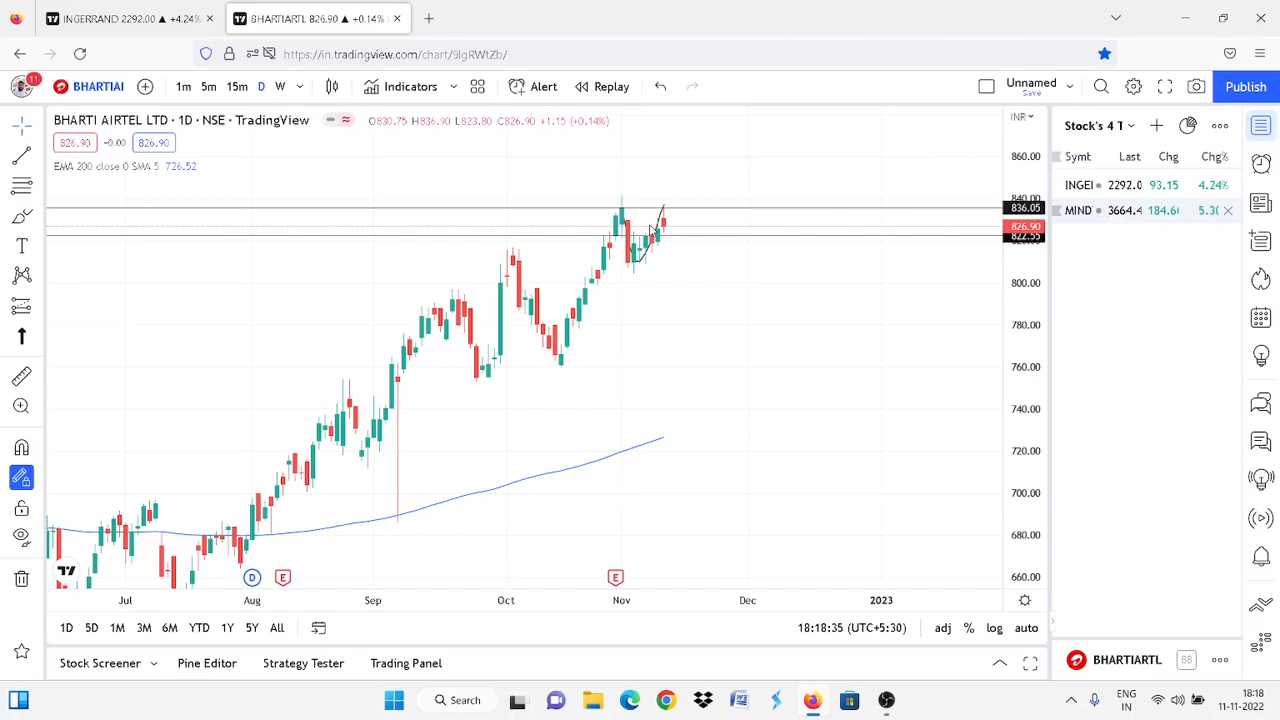 INGERRAND 2292.00 ▲ +4.24%
BHARTIARTL 826.90 ▲ +0.14%
https://in.tradingview.com/chart/9lgRWtZb/
11
BHARTIAI
1m 5m 15m D W
Indicators
Alert
Replay
Unnamed
Save
Publish
BHARTI AIRTEL LTD · 1D · NSE · TradingView
O830.75 H836.90 L823.80 C826.90 +1.15 (+0.14%)
826.90 -0.00 826.90
EMA 200 close 0 SMA 5 726.52
INR
860.00
840.00
836.05
826.90
822.55
800.00
780.00
760.00
740.00
720.00
700.00
680.00
660.00
Stock's 4 T
Symt Last Chg Chg%
INGEI 2292.0 93.15 4.24%
MIND 3664.4 184.60 5.30
D E E
Jul Aug Sep Oct Nov Dec 2023
1D 5D 1M 3M 6M YTD 1Y 5Y All
18:18:35 (UTC+5:30)
adj % log auto
Stock Screener Pine Editor Strategy Tester Trading Panel
BHARTIARTL 88
Search
ENG
IN
18:18
11-11-2022